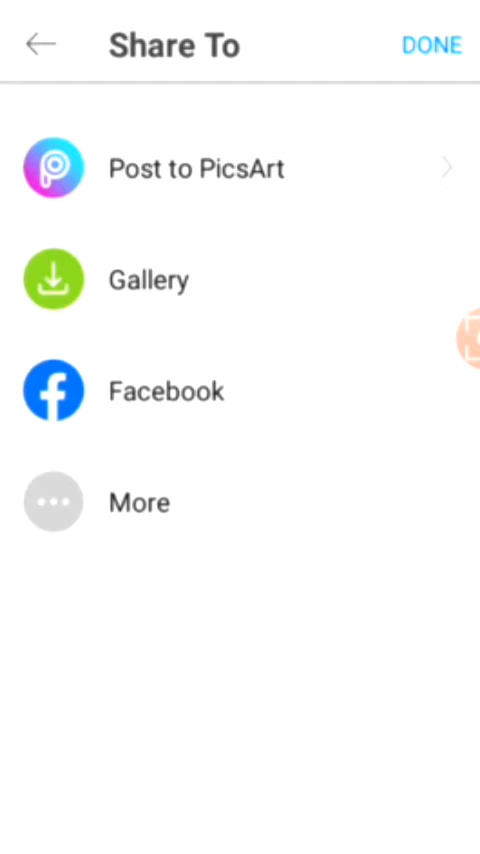 Share To
DONE
Post to PicsArt
Gallery
Facebook
More